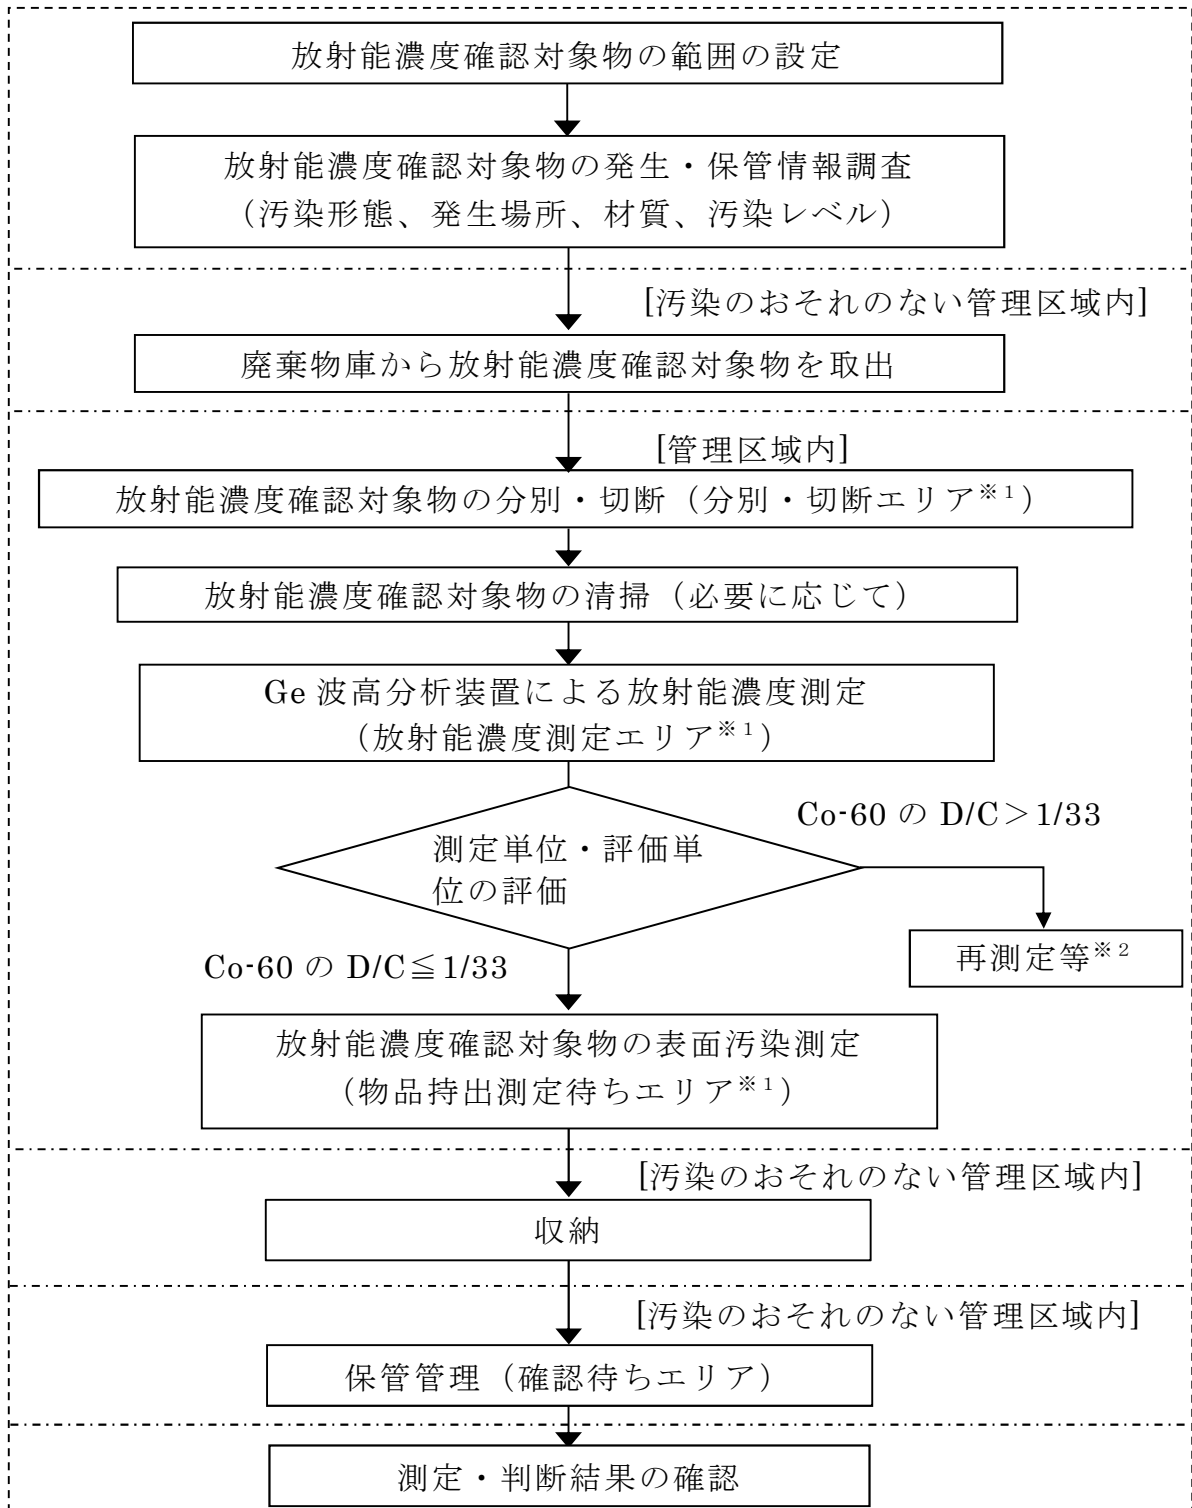 放射能濃度確認対象物の範囲の設定
放射能濃度確認対象物の発生・保管情報調査
（汚染形態、発生場所、材質、汚染レベル）
[汚染のおそれのない管理区域内]
廃棄物庫から放射能濃度確認対象物を取出
[管理区域内]
放射能濃度確認対象物の分別・切断（分別・切断エリア※１）
放射能濃度確認対象物の清掃（必要に応じて）
Ge 波高分析装置による放射能濃度測定
（放射能濃度測定エリア※１）
Co-60 の D/C＞1/33
測定単位・評価単
位の評価
再測定等※２
Co-60 の D/C≦1/33
放射能濃度確認対象物の表面汚染測定
（物品持出測定待ちエリア※１）
[汚染のおそれのない管理区域内]
収納
[汚染のおそれのない管理区域内]
保管管理（確認待ちエリア）
測定・判断結果の確認